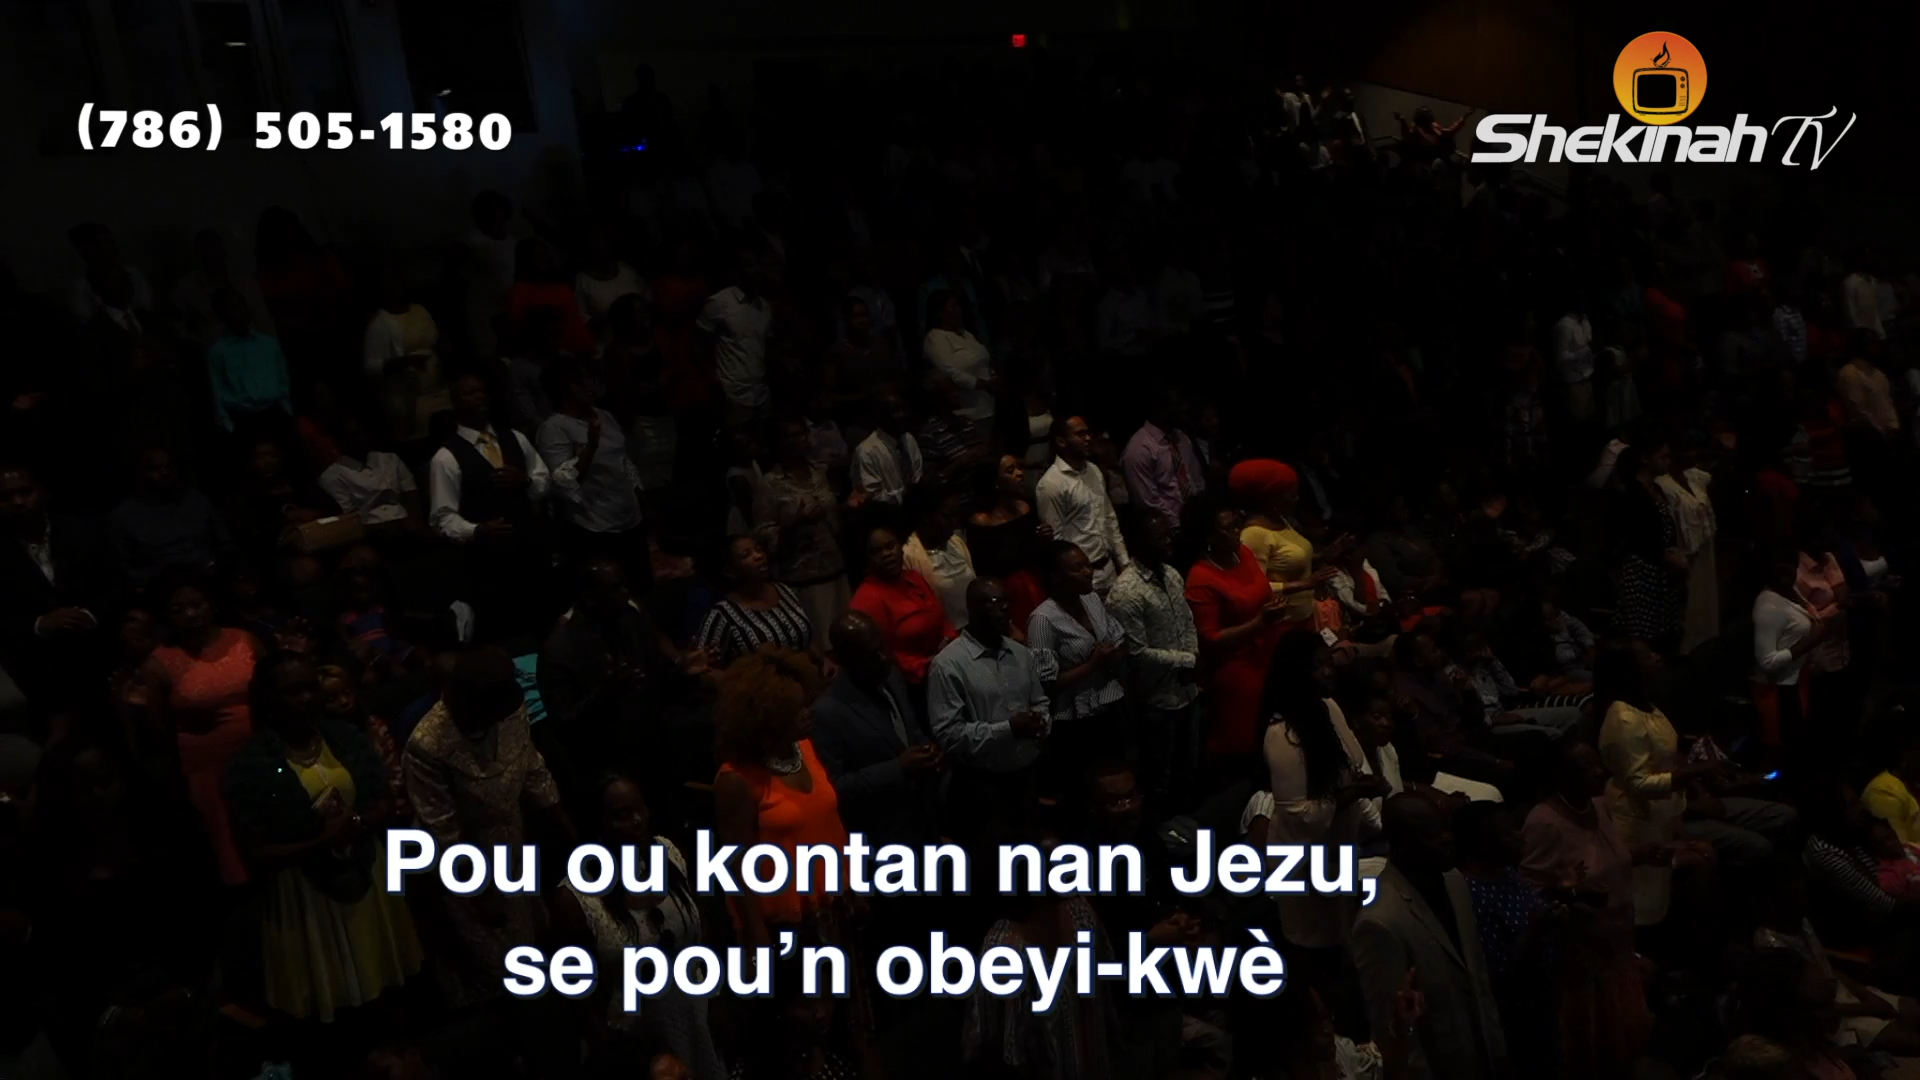 (786) 505-1580
Shekinah TV
Pou ou kontan nan Jezu,
se pou’n obeyi-kwè